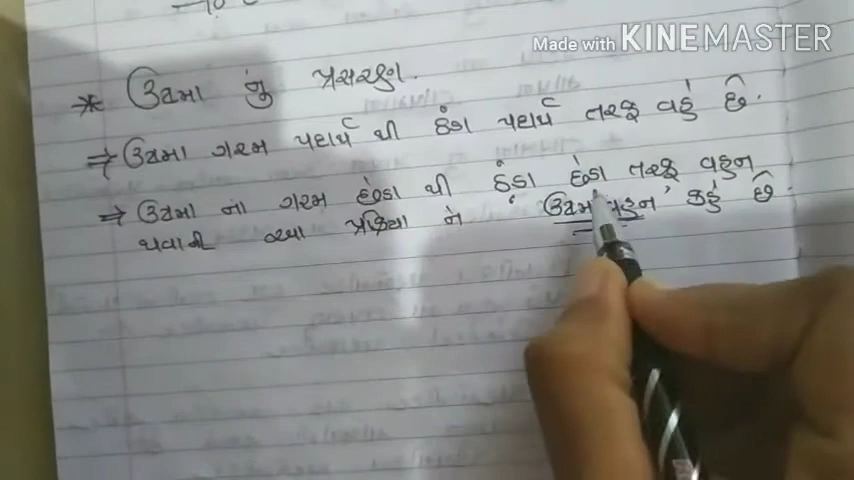 Made with KINEMASTER
* ઉષ્મા નું પ્રસરણ.
⇒ ઉષ્મા ગરમ પદાર્થ થી ઠંડા પદાર્થ તરફ વહે છે.
⇒ ઉષ્મા નાં ગરમ છેડા થી ઠંડા છેડા તરફ વહન
થવાની આ પ્રક્રિયા ને ઉષ્મા વહન' કહે છે.